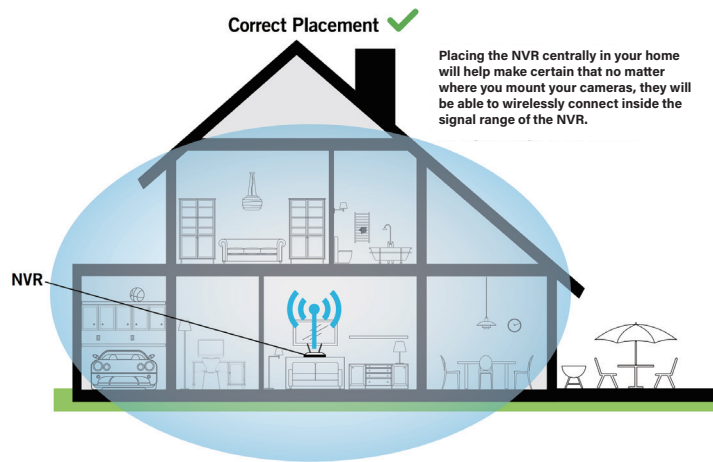 Correct Placement
Placing the NVR centrally in your home
will help make certain that no matter
where you mount your cameras, they will
be able to wirelessly connect inside the
signal range of the NVR.
NVR